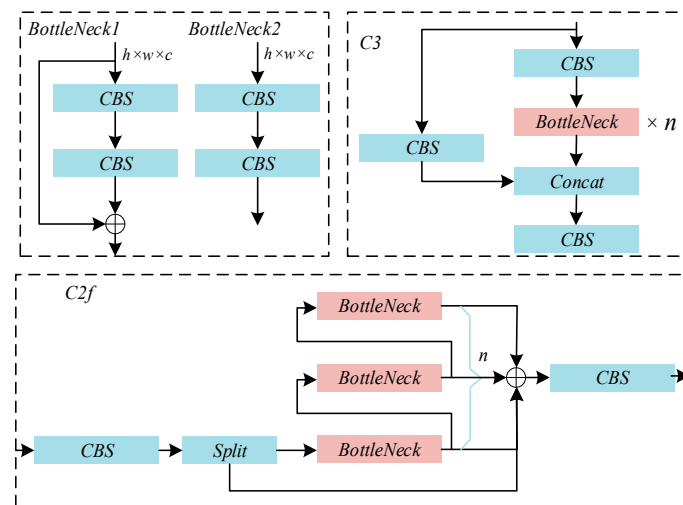 BottleNeck1
BottleNeck2
h×w×c
h×w×c
CBS
CBS
CBS
CBS
C3
CBS
BottleNeck
× n
CBS
Concat
CBS
C2f
BottleNeck
n
BottleNeck
CBS
CBS
Split
BottleNeck